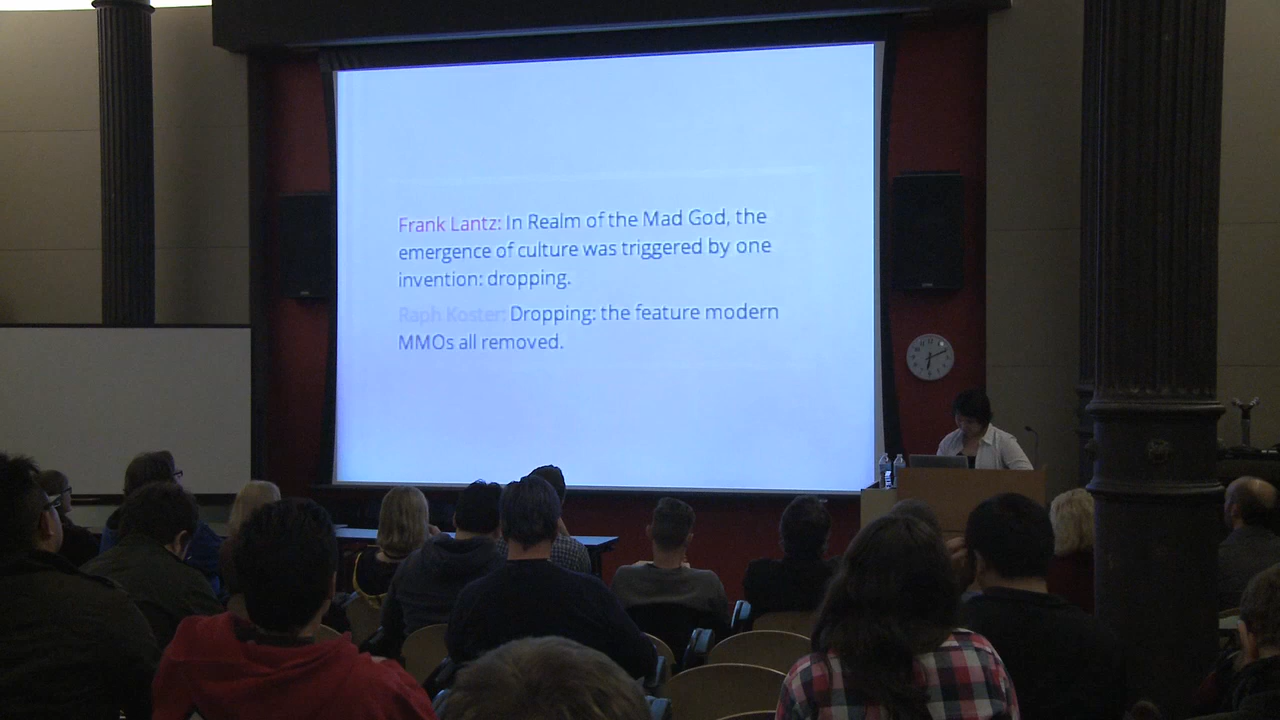 Frank Lantz: In Realm of the Mad God, the
emergence of culture was triggered by one
invention: dropping.
Raph Koster: Dropping: the feature modern
MMOs all removed.